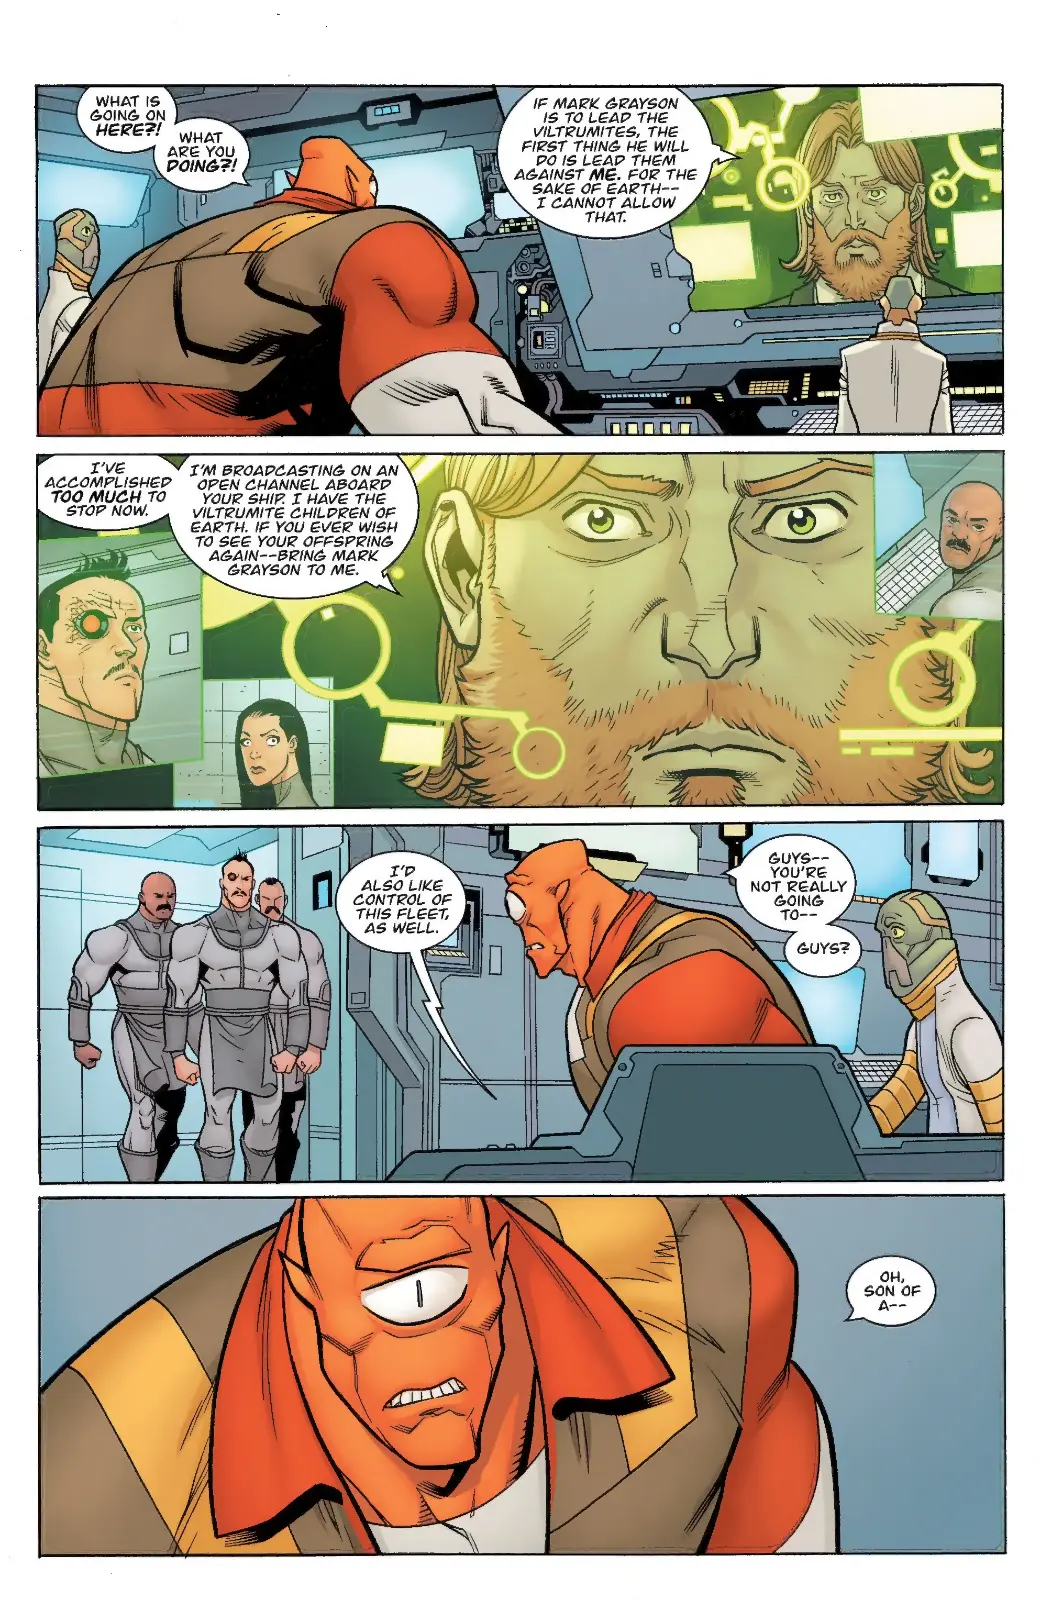 WHAT IS
GOING ON
HERE?!
WHAT
ARE YOU
DOING?!
IF MARK GRAYSON
IS TO LEAD THE
VILTRUMITES, THE
FIRST THING HE WILL
DO IS LEAD THEM
AGAINST ME. FOR THE
SAKE OF EARTH--
I CANNOT ALLOW
THAT.
I'VE
ACCOMPLISHED
TOO MUCH TO
STOP NOW.
I'M BROADCASTING ON AN
OPEN CHANNEL ABOARD
YOUR SHIP. I HAVE THE
VILTRUMITE CHILDREN OF
EARTH. IF YOU EVER WISH
TO SEE YOUR OFFSPRING
AGAIN--BRING MARK
GRAYSON TO ME.
I'D
ALSO LIKE
CONTROL OF
THIS FLEET,
AS WELL.
GUYS--
YOU'RE
NOT REALLY
GOING
TO--
GUYS?
OH,
SON OF
A--